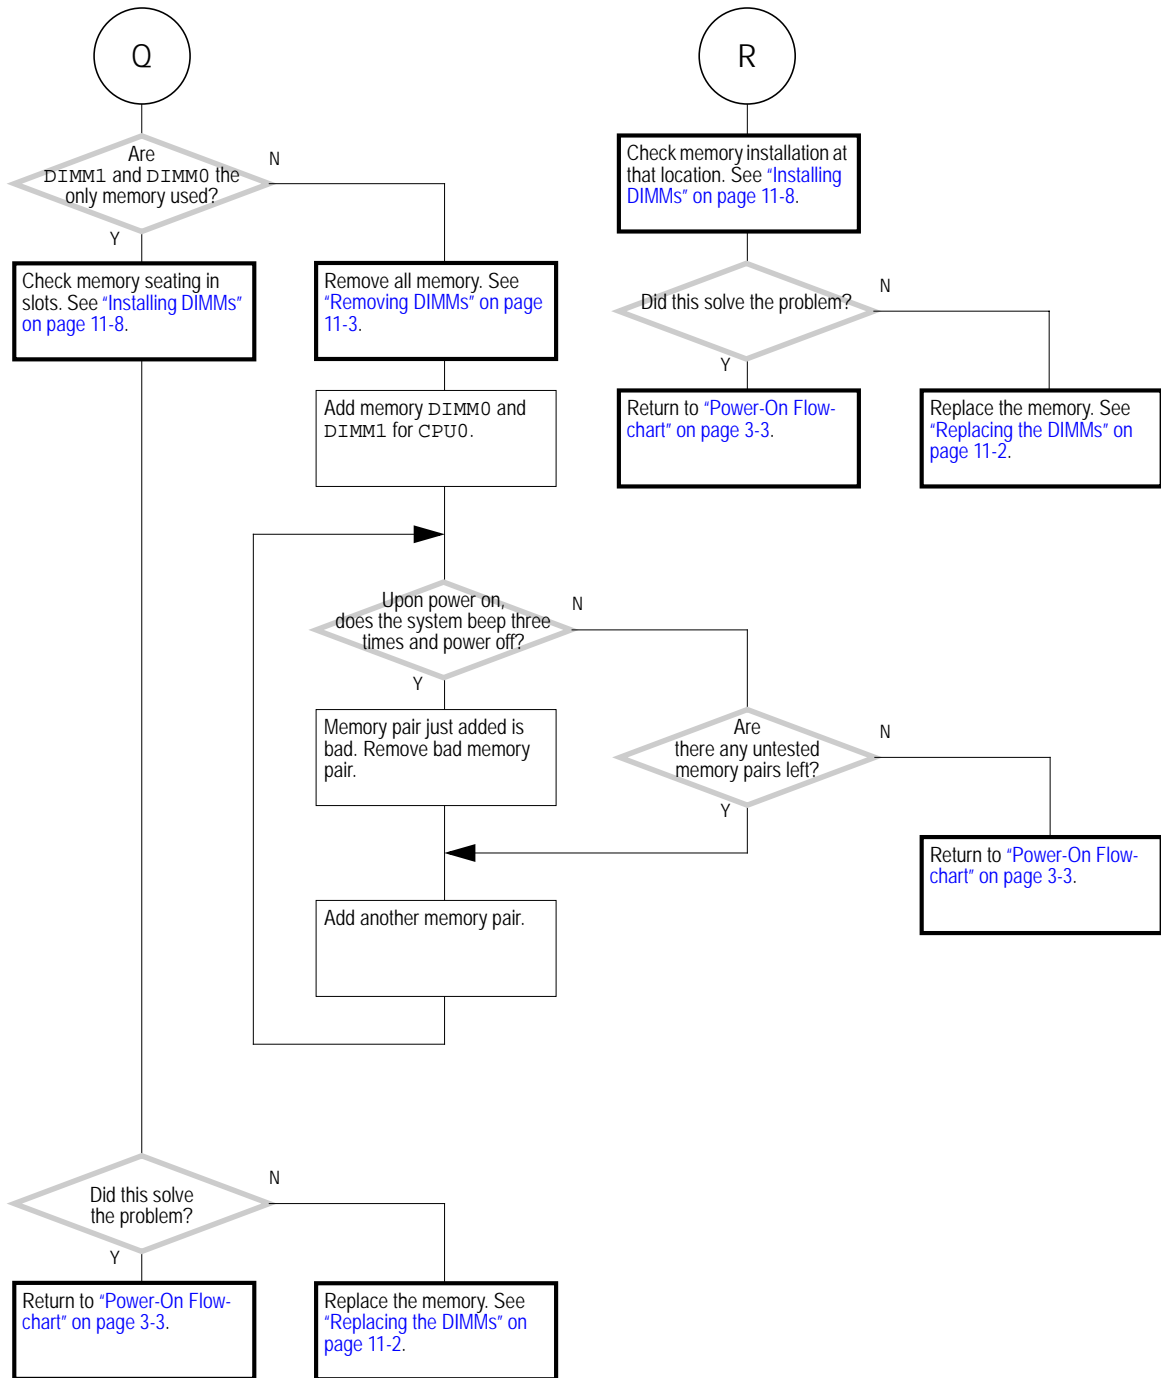 Q
Are
DIMM1 and DIMM0 the
only memory used?
N
Y
Check memory seating in
slots. See “Installing DIMMs”
on page 11-8.
Remove all memory. See
“Removing DIMMs” on page
11-3.
Add memory DIMM0 and
DIMM1 for CPU0.
Upon power on,
does the system beep three
times and power off?
N
Y
Memory pair just added is
bad. Remove bad memory
pair.
Are
there any untested
memory pairs left?
N
Y
Return to “Power-On Flow-
chart” on page 3-3.
Add another memory pair.
Did this solve
the problem?
N
Y
Return to “Power-On Flow-
chart” on page 3-3.
Replace the memory. See
“Replacing the DIMMs” on
page 11-2.
R
Check memory installation at
that location. See “Installing
DIMMs” on page 11-8.
Did this solve the problem?
N
Y
Return to “Power-On Flow-
chart” on page 3-3.
Replace the memory. See
“Replacing the DIMMs” on
page 11-2.